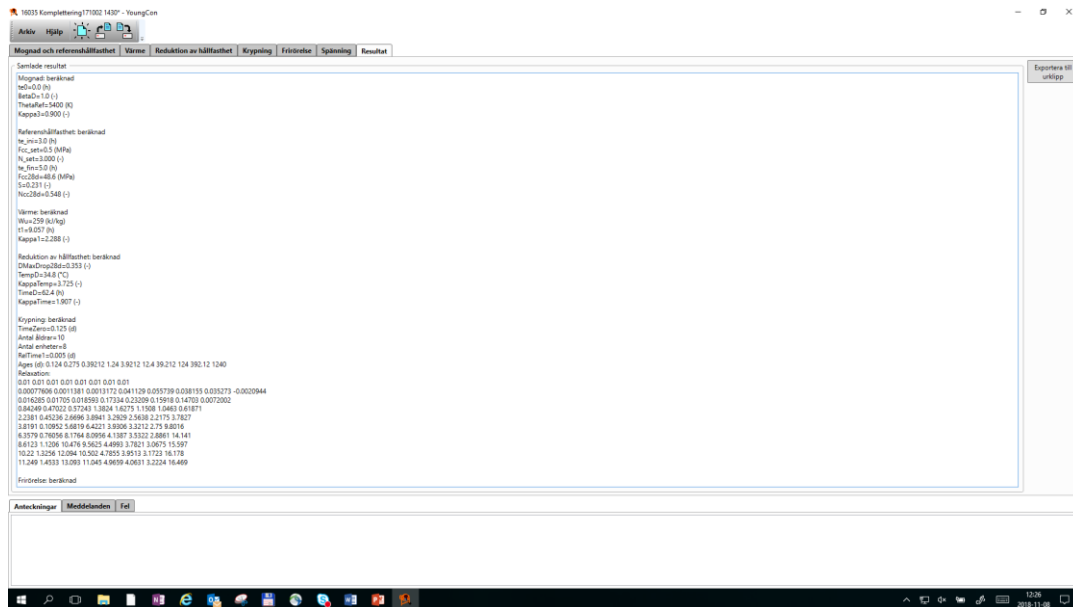 16035 Komplettering171002 1430* - YoungCon
Arkiv Hjälp
Mognad och referenshållfasthet Värme Reduktion av hållfasthet Krypning Frirörelse Spänning Resultat
Samlade resultat
Exportera till
urklipp
Mognad: beräknad
te0=0.0 (h)
BetaD=1.0 (-)
ThetaRef=5400 (K)
Kappa3=0.900 (-)
Referenshållfasthet: beräknad
te_ini=3.0 (h)
Fcc_set=0.5 (MPa)
N_set=3.000 (-)
te_fin=5.0 (h)
Fcc28d=48.6 (MPa)
S=0.231 (-)
Ncc28d=0.548 (-)
Värme: beräknad
Wu=259 (kJ/kg)
t1=9.057 (h)
Kappa1=2.288 (-)
Reduktion av hållfasthet: beräknad
DMaxDrop28d=0.353 (-)
TempD=34.8 (°C)
KappaTemp=3.725 (-)
TimeD=62.4 (h)
KappaTime=1.907 (-)
Krypning: beräknad
TimeZero=0.125 (d)
Antal åldrar=10
Antal enheter=8
RelTime1=0.005 (d)
Ages (d): 0.124 0.275 0.39212 1.24 3.9212 12.4 39.212 124 392.12 1240
Relaxation:
0.01 0.01 0.01 0.01 0.01 0.01 0.01 0.01
0.00077606 0.0011381 0.0013172 0.041129 0.055739 0.038155 0.035273 -0.0020944
0.016285 0.01705 0.018593 0.17334 0.23209 0.15918 0.14703 0.0072002
0.84249 0.47022 0.57243 1.3824 1.6275 1.1508 1.0463 0.61871
2.2381 0.45236 2.6696 3.8941 3.2929 2.5638 2.2175 3.7827
3.8191 0.10952 5.6819 6.4221 3.9306 3.3212 2.75 9.8016
6.3579 0.76056 8.1764 8.0956 4.1387 3.5322 2.8861 14.141
8.6123 1.1206 10.476 9.5625 4.4993 3.7821 3.0675 15.597
10.22 1.3256 12.094 10.502 4.7855 3.9513 3.1723 16.178
11.249 1.4533 13.093 11.045 4.9659 4.0631 3.2224 16.469
Frirörelse: beräknad
Anteckningar Meddelanden Fel
12:26
2018-11-08